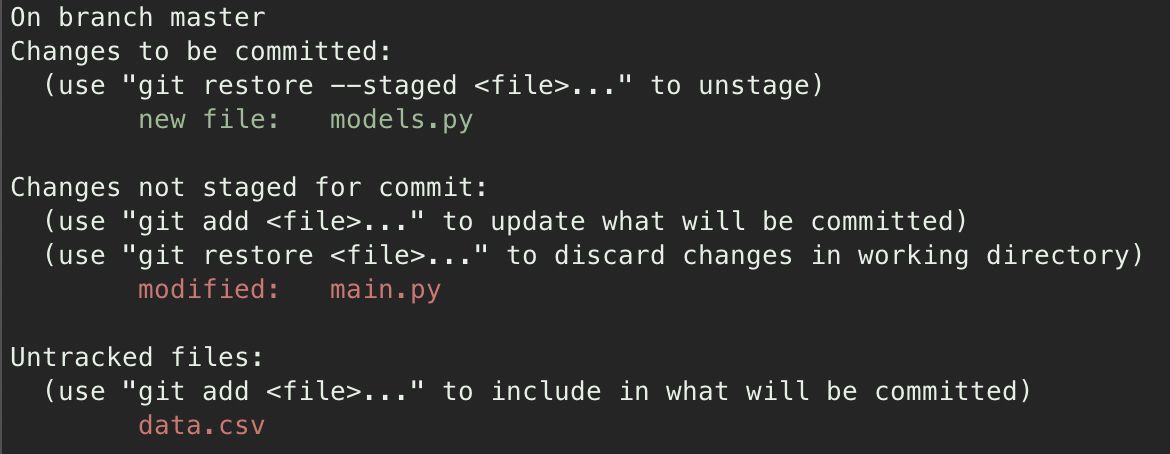 On branch master
Changes to be committed:
  (use "git restore --staged <file>..." to unstage)
        new file:   models.py

Changes not staged for commit:
  (use "git add <file>..." to update what will be committed)
  (use "git restore <file>..." to discard changes in working directory)
        modified:   main.py

Untracked files:
  (use "git add <file>..." to include in what will be committed)
        data.csv